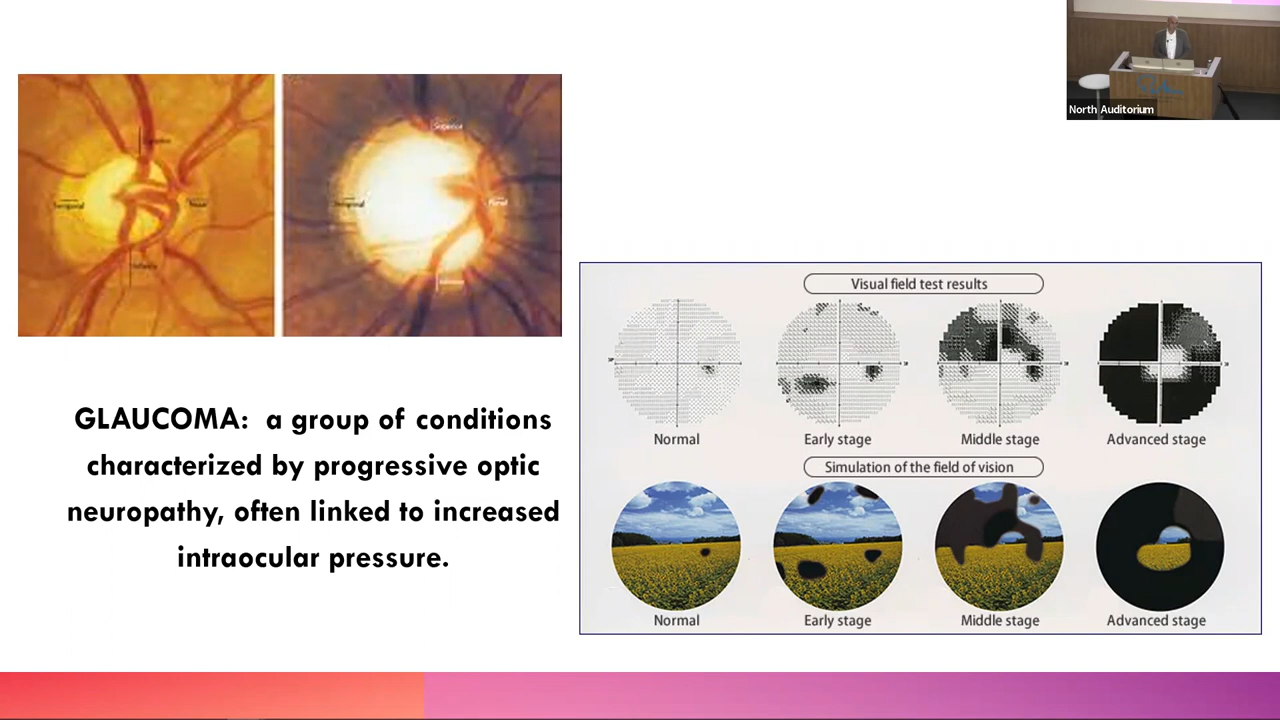 North Auditorium
Superior
Temporal
GLAUCOMA: a group of conditions
characterized by progressive optic
neuropathy, often linked to increased
intraocular pressure.
Visual field test results
Normal
Early stage
Middle stage
Advanced stage
Simulation of the field of vision
Normal
Early stage
Middle stage
Advanced stage